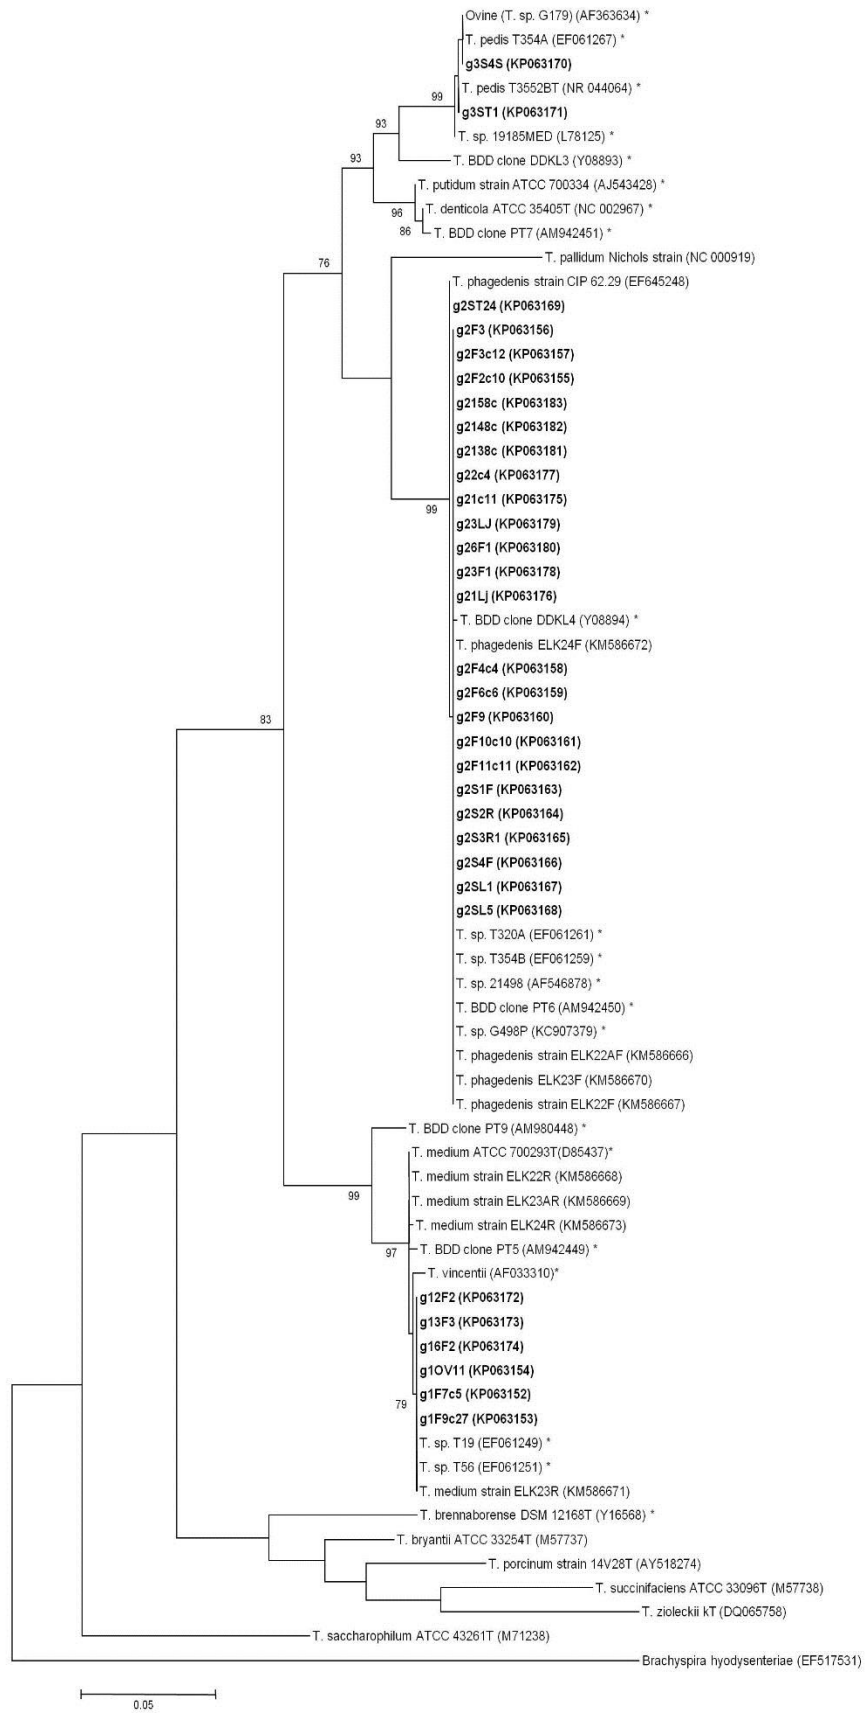 Ovine (T. sp. G179) (AF363634) *
T. pedis T354A (EF061267) *
g3S4S (KP063170)
T. pedis T3552BT (NR 044064) *
99
g3ST1 (KP063171)
93
T. sp. 19185MED (L78125) *
93
T. BDD clone DDKL3 (Y08893) *
T. putidum strain ATCC 700334 (AJ543428) *
96
T. denticola ATCC 35405T (NC 002967) *
86
T. BDD clone PT7 (AM942451) *
76
T. pallidum Nichols strain (NC 000919)
T. phagedenis strain CIP 62.29 (EF645248)
g2ST24 (KP063169)
g2F3 (KP063156)
g2F3c12 (KP063157)
g2F2c10 (KP063155)
g2158c (KP063183)
g2148c (KP063182)
g2138c (KP063181)
g22c4 (KP063177)
g21c11 (KP063175)
99
g23LJ (KP063179)
g26F1 (KP063180)
g23F1 (KP063178)
g21Lj (KP063176)
T. BDD clone DDKL4 (Y08894) *
T. phagedenis ELK24F (KM586672)
g2F4c4 (KP063158)
g2F6c6 (KP063159)
83
g2F9 (KP063160)
g2F10c10 (KP063161)
g2F11c11 (KP063162)
g2S1F (KP063163)
g2S2R (KP063164)
g2S3R1 (KP063165)
g2S4F (KP063166)
g2SL1 (KP063167)
g2SL5 (KP063168)
T. sp. T320A (EF061261) *
T. sp. T354B (EF061259) *
T. sp. 21498 (AF546878) *
T. BDD clone PT6 (AM942450) *
T. sp. G498P (KC907379) *
T. phagedenis strain ELK22AF (KM586666)
T. phagedenis ELK23F (KM586670)
T. phagedenis strain ELK22F (KM586667)
T. BDD clone PT9 (AM980448) *
T. medium ATCC 700293T(D85437)*
T. medium strain ELK22R (KM586668)
99
T. medium strain ELK23AR (KM586669)
T. medium strain ELK24R (KM586673)
97
T. BDD clone PT5 (AM942449) *
T. vincentii (AF033310)*
g12F2 (KP063172)
g13F3 (KP063173)
g16F2 (KP063174)
g1OV11 (KP063154)
g1F7c5 (KP063152)
79
g1F9c27 (KP063153)
T. sp. T19 (EF061249) *
T. sp. T56 (EF061251) *
T. medium strain ELK23R (KM586671)
T. brennaborense DSM 12168T (Y16568) *
T. bryantii ATCC 33254T (M57737)
T. porcinum strain 14V28T (AY518274)
T. succinifaciens ATCC 33096T (M57738)
T. zioleckii kT (DQ065758)
T. saccharophilum ATCC 43261T (M71238)
Brachyspira hyodysenteriae (EF517531)
0.05